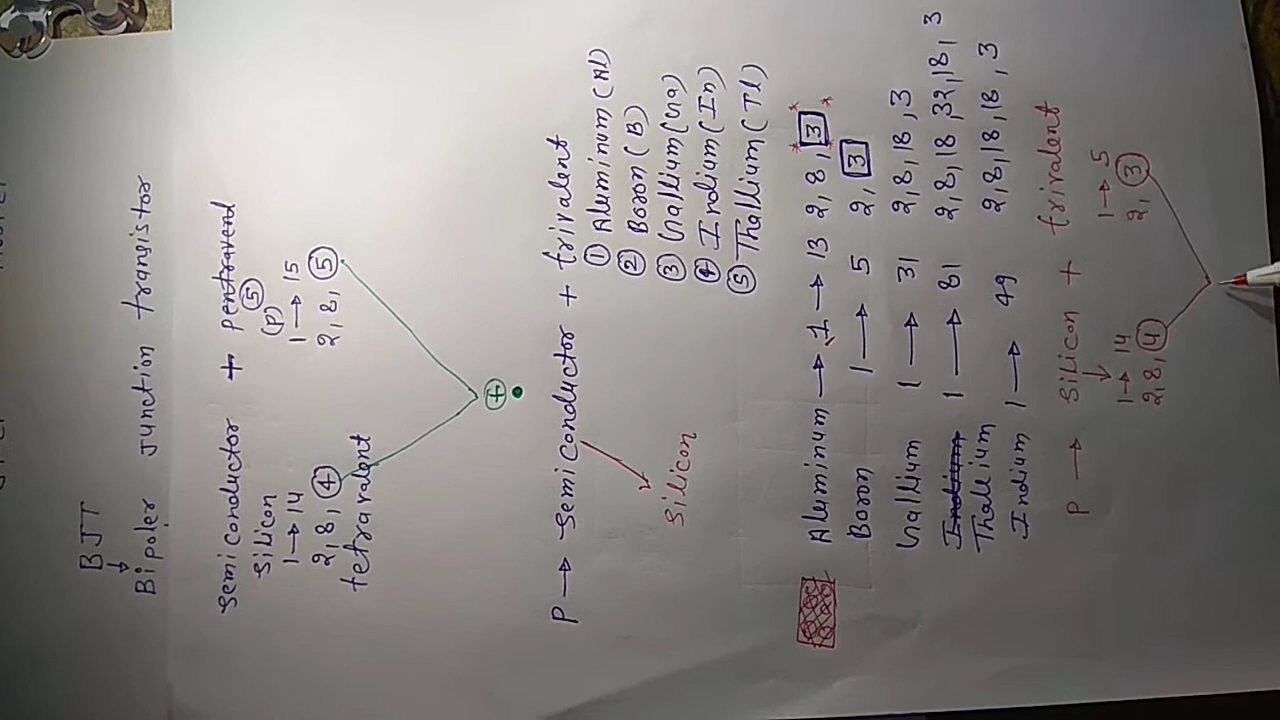 BJT
↓
Bipoler Junction transistor
Semiconductor + pentravend
Silicon ⑤
1→14 (P)
2, 8, ④ 1→15
tetravalent 2, 8, ⑤
+
P → Semiconductor + trivalent
Silicon
① Aluminum (Al)
② Boron (B)
③ Gallium (Ga)
④ Indium (In)
⑤ Thallium (Tl)
Aluminum → 1 → 13 2, 8, 3
Boron 1 → 5 2, 3
Gallium 1 → 31 2, 8, 18, 3
Indium 1 → 81 2, 8, 18, 32, 18, 3
Thallium
Indium 1 → 49 2, 8, 18, 18, 3
P → Silicon + trivalent
↓
1→14 1→5
2, 8, ④ 2, ③